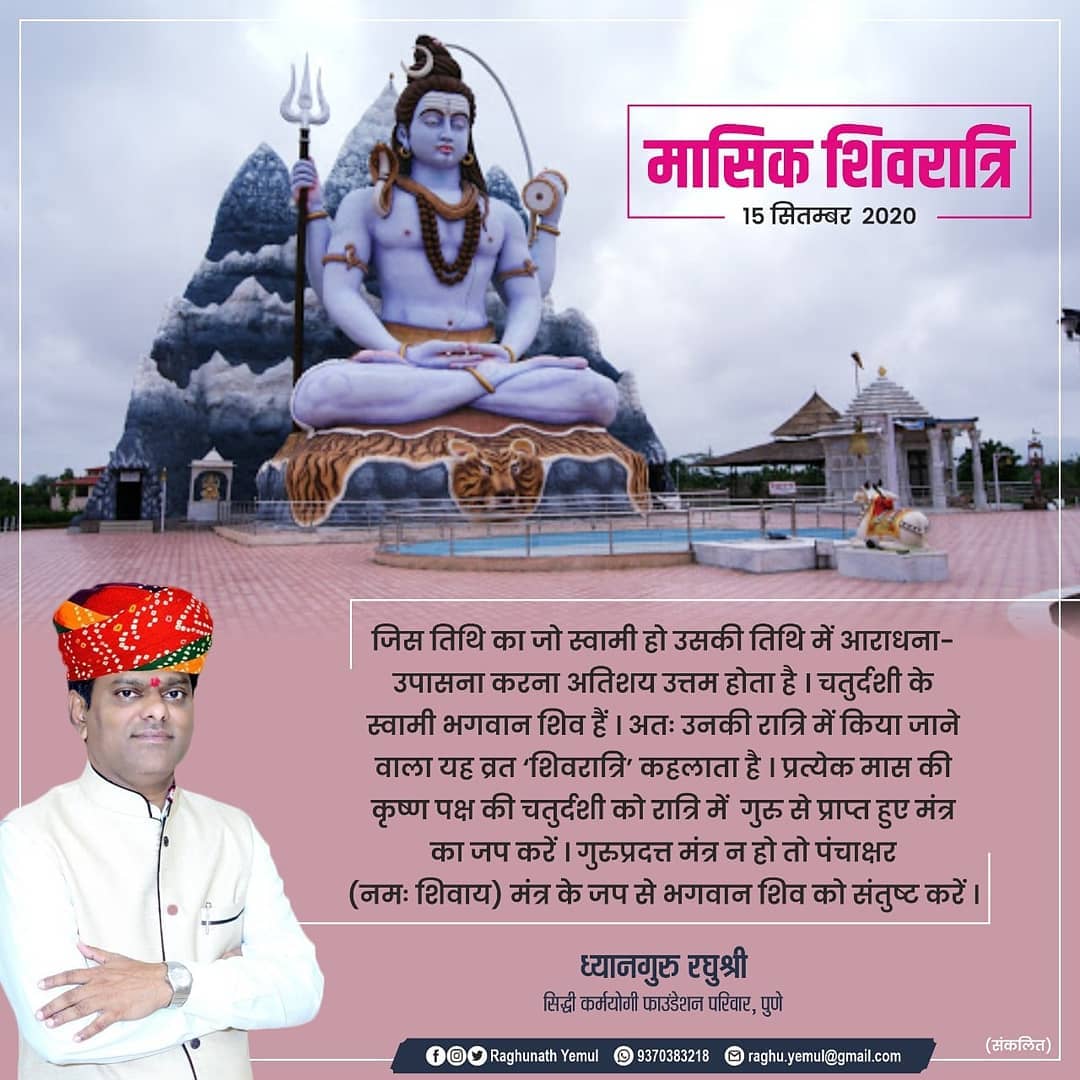 मासिक शिवरात्रि
15 सितम्बर 2020
जिस तिथि का जो स्वामी हो उसकी तिथि में आराधना-
उपासना करना अतिशय उत्तम होता है । चतुर्दशी के
स्वामी भगवान शिव हैं । अतः उनकी रात्रि में किया जाने
वाला यह व्रत ‘शिवरात्रि’ कहलाता है । प्रत्येक मास की
कृष्ण पक्ष की चतुर्दशी को रात्रि में गुरु से प्राप्त हुए मंत्र
का जप करें । गुरुप्रदत्त मंत्र न हो तो पंचाक्षर
(नमः शिवाय) मंत्र के जप से भगवान शिव को संतुष्ट करें ।
ध्यानगुरु रघुश्री
सिद्धी कर्मयोगी फाउंडेशन परिवार, पुणे
Raghunath Yemul 9370383218 raghu.yemul@gmail.com
(संकलित)